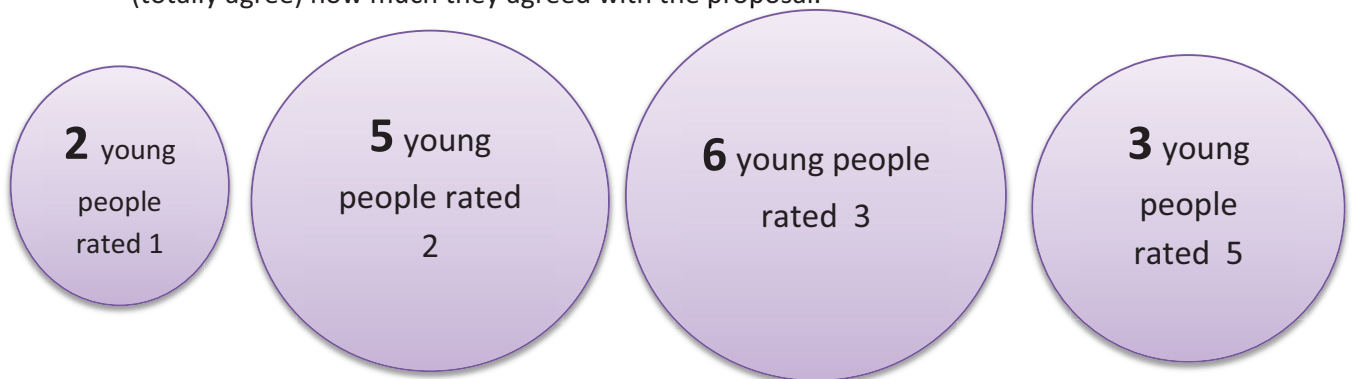 (totally agree) how much they agreed with the proposal.
2 young
people
rated 1
5 young
people rated
2
6 young people
rated 3
3 young
people
rated 5